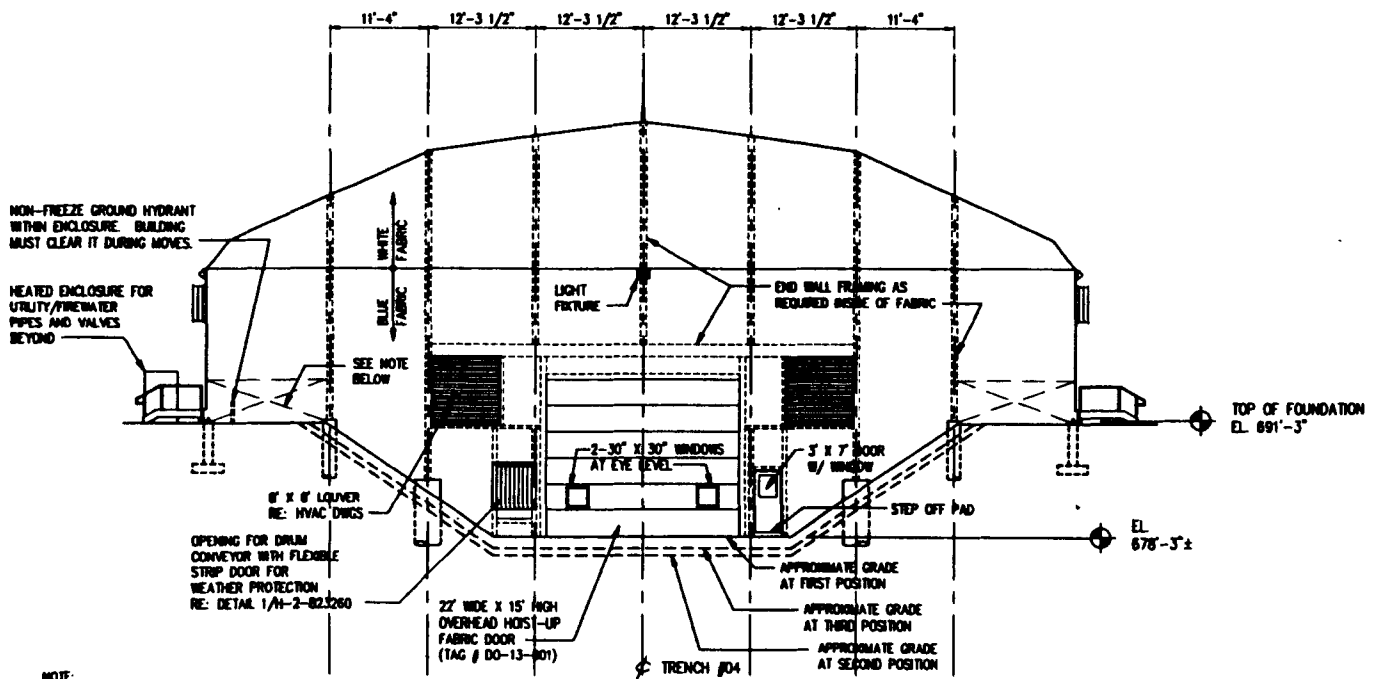 11'-4" 12'-3 1/2" 12'-3 1/2" 12'-3 1/2" 12'-3 1/2" 11'-4"
NON-FREEZE GROUND HYDRANT
WITHIN ENCLOSURE. BUILDING
MUST CLEAR IT DURING MOVES.
WHITE
FABRIC
BLUE
FABRIC
HEATED ENCLOSURE FOR
UTILITY/FIREWATER
PIPES AND VALVES
BEYOND
LIGHT
FIXTURE
END WALL FRAMING AS
REQUIRED INSIDE OF FABRIC
SEE NOTE
BELOW
TOP OF FOUNDATION
EL. 691'-3"
2-30" X 30" WINDOWS
AT EYE LEVEL
3' X 7' DOOR
W/ WINDOW
8' X 8' LOUVER
RE: HVAC DWGS
STEP OFF PAD
EL.
678'-3"±
OPENING FOR DRUM
CONVEYOR WITH FLEXIBLE
STRIP DOOR FOR
WEATHER PROTECTION
RE: DETAIL 1/H-2-823260
APPROXIMATE GRADE
AT FIRST POSITION
22' WIDE X 15' HIGH
OVERHEAD HOIST-UP
FABRIC DOOR
(TAG # DO-13-801)
APPROXIMATE GRADE
AT THIRD POSITION
APPROXIMATE GRADE
AT SECOND POSITION
TRENCH #04
NOTE: